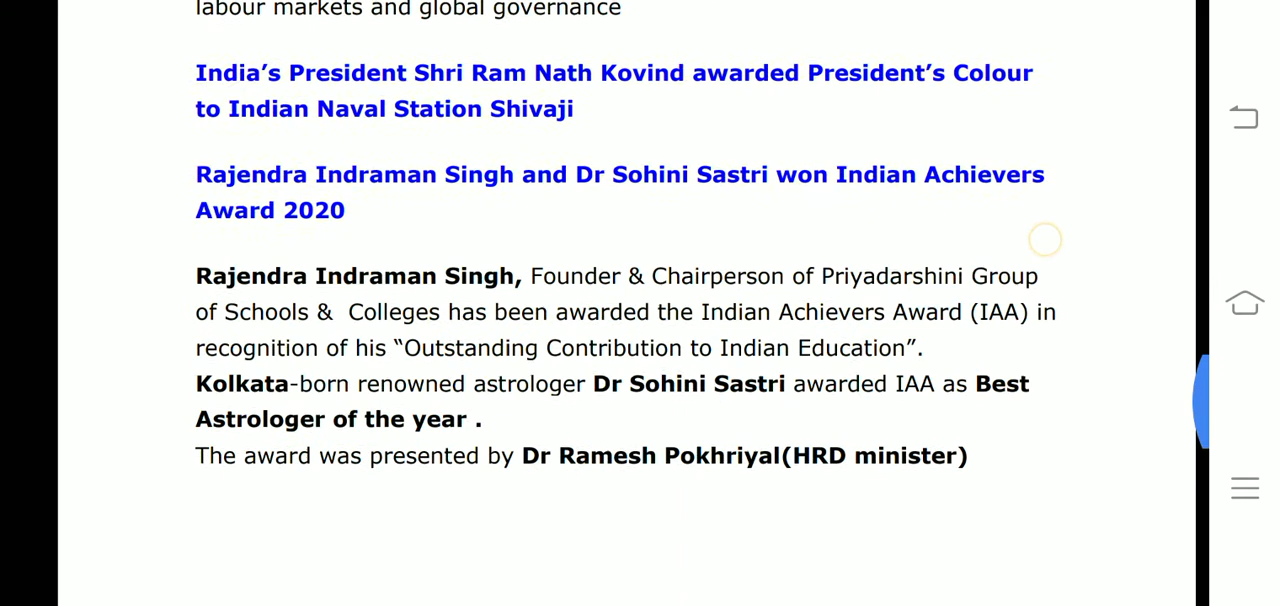 labour markets and global governance
India’s President Shri Ram Nath Kovind awarded President’s Colour
to Indian Naval Station Shivaji
Rajendra Indraman Singh and Dr Sohini Sastri won Indian Achievers
Award 2020
Rajendra Indraman Singh, Founder & Chairperson of Priyadarshini Group
of Schools &  Colleges has been awarded the Indian Achievers Award (IAA) in
recognition of his “Outstanding Contribution to Indian Education”.
Kolkata-born renowned astrologer Dr Sohini Sastri awarded IAA as Best
Astrologer of the year .
The award was presented by Dr Ramesh Pokhriyal(HRD minister)